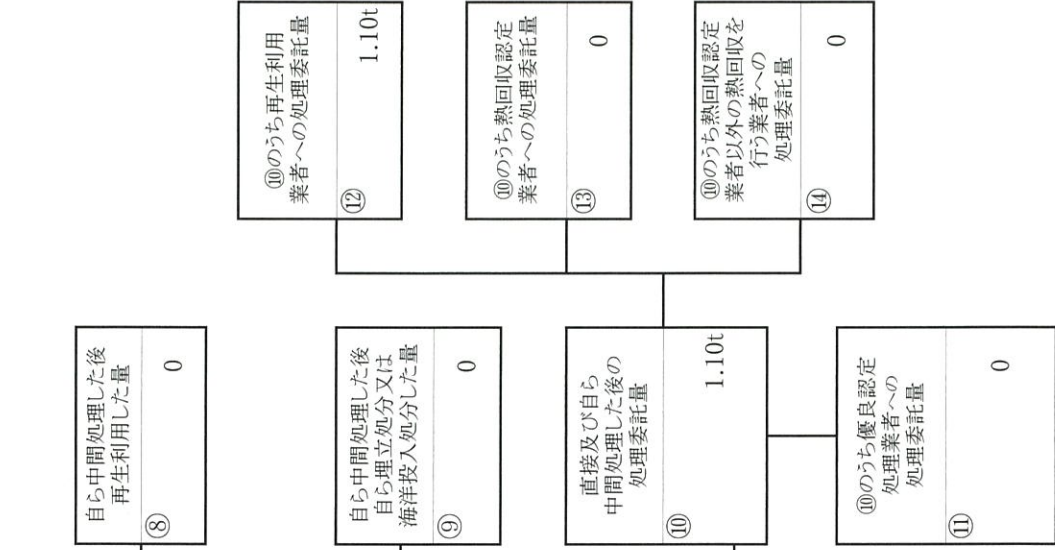 自ら中間処理した後
再生利用した量
⑧
0
自ら中間処理した後
自ら埋立処分又は
海洋投入処分した量
⑨
0
直接及び自ら
中間処理した後の
処理委託量
⑩
1.10t
⑩のうち優良認定
処理業者への
処理委託量
⑪
0
⑩のうち再生利用
業者への処理委託量
⑫
1.10t
⑩のうち熱回収認定
業者への処理委託量
⑬
0
⑩のうち熱回収認定
業者以外の熱回収を
行う業者への
処理委託量
⑭
0